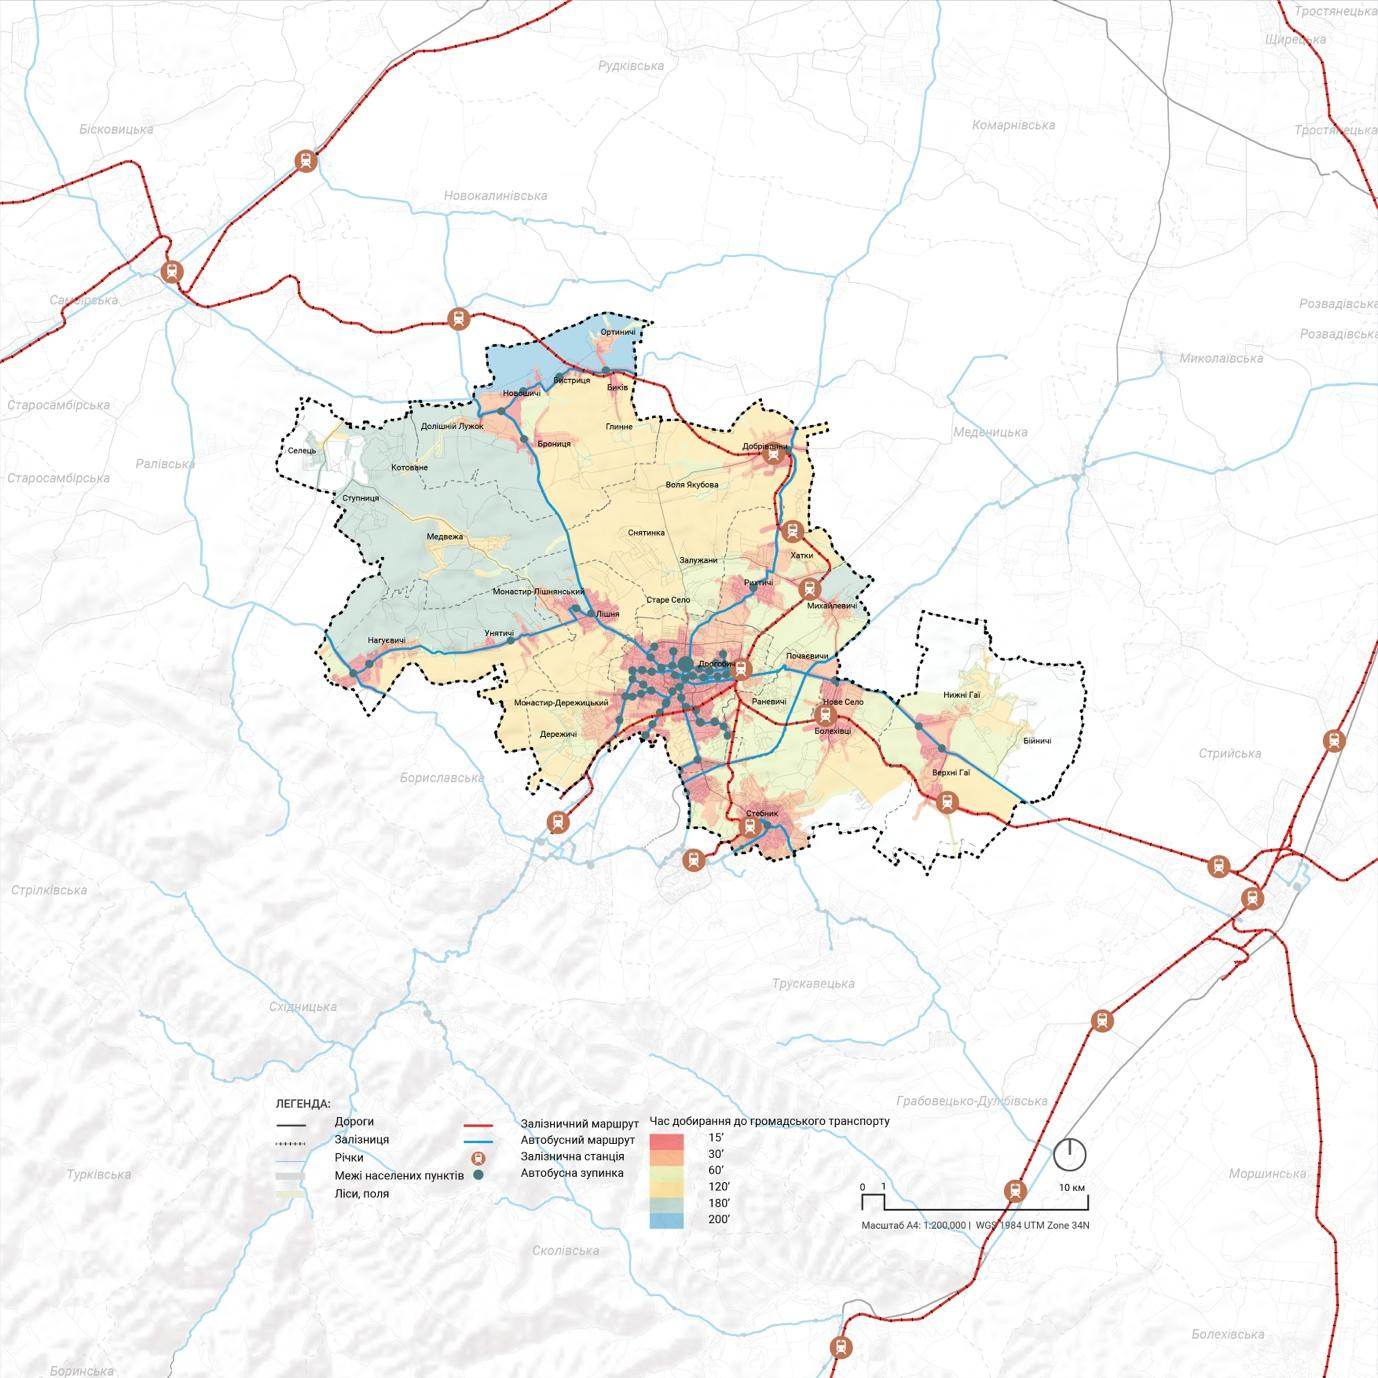 Тростянецька
Щирецька
Рудківська
Бісковицька
Комарнівська
Тростянецька
Новокалинівська
Самбірська
Розвадівська
Розвадівська
Ортиничі
Миколаївська
Бистриця
Биків
Новошичі
Старосамбірська
Долішній Лужок
Глинне
Меденицька
Брониця
Добрівляни
Селець
Ралівська
Котоване
Старосамбірська
Воля Якубова
Ступниця
Снятинка
Медвежа
Хатки
Залужани
Рихтичі
Монастир-Лішнянський
Старе Село
Михайлевичі
Лішня
Унятичі
Нагуєвичі
Дрогобич
Почаєвичі
Нижні Гаї
Монастир-Дережицький
Раневичі
Нове Село
Дережичі
Болехівці
Бійничі
Стрийська
Верхні Гаї
Бориславська
Стебник
Стрілківська
Трускавецька
Східницька
Грабовецько-Дулібівська
ЛЕГЕНДА:
Дороги
Залізниця
Річки
Межі населених пунктів
Ліси, поля
Залізничний маршрут
Автобусний маршрут
Залізнична станція
Автобусна зупинка
Час добирання до громадського транспорту
15’
30’
60’
120’
180’
200’
Турківська
Моршинська
0 1 10 км
Масштаб А4: 1:200,000 | WGS 1984 UTM Zone 34N
Сколівська
Болехівська
Боринська